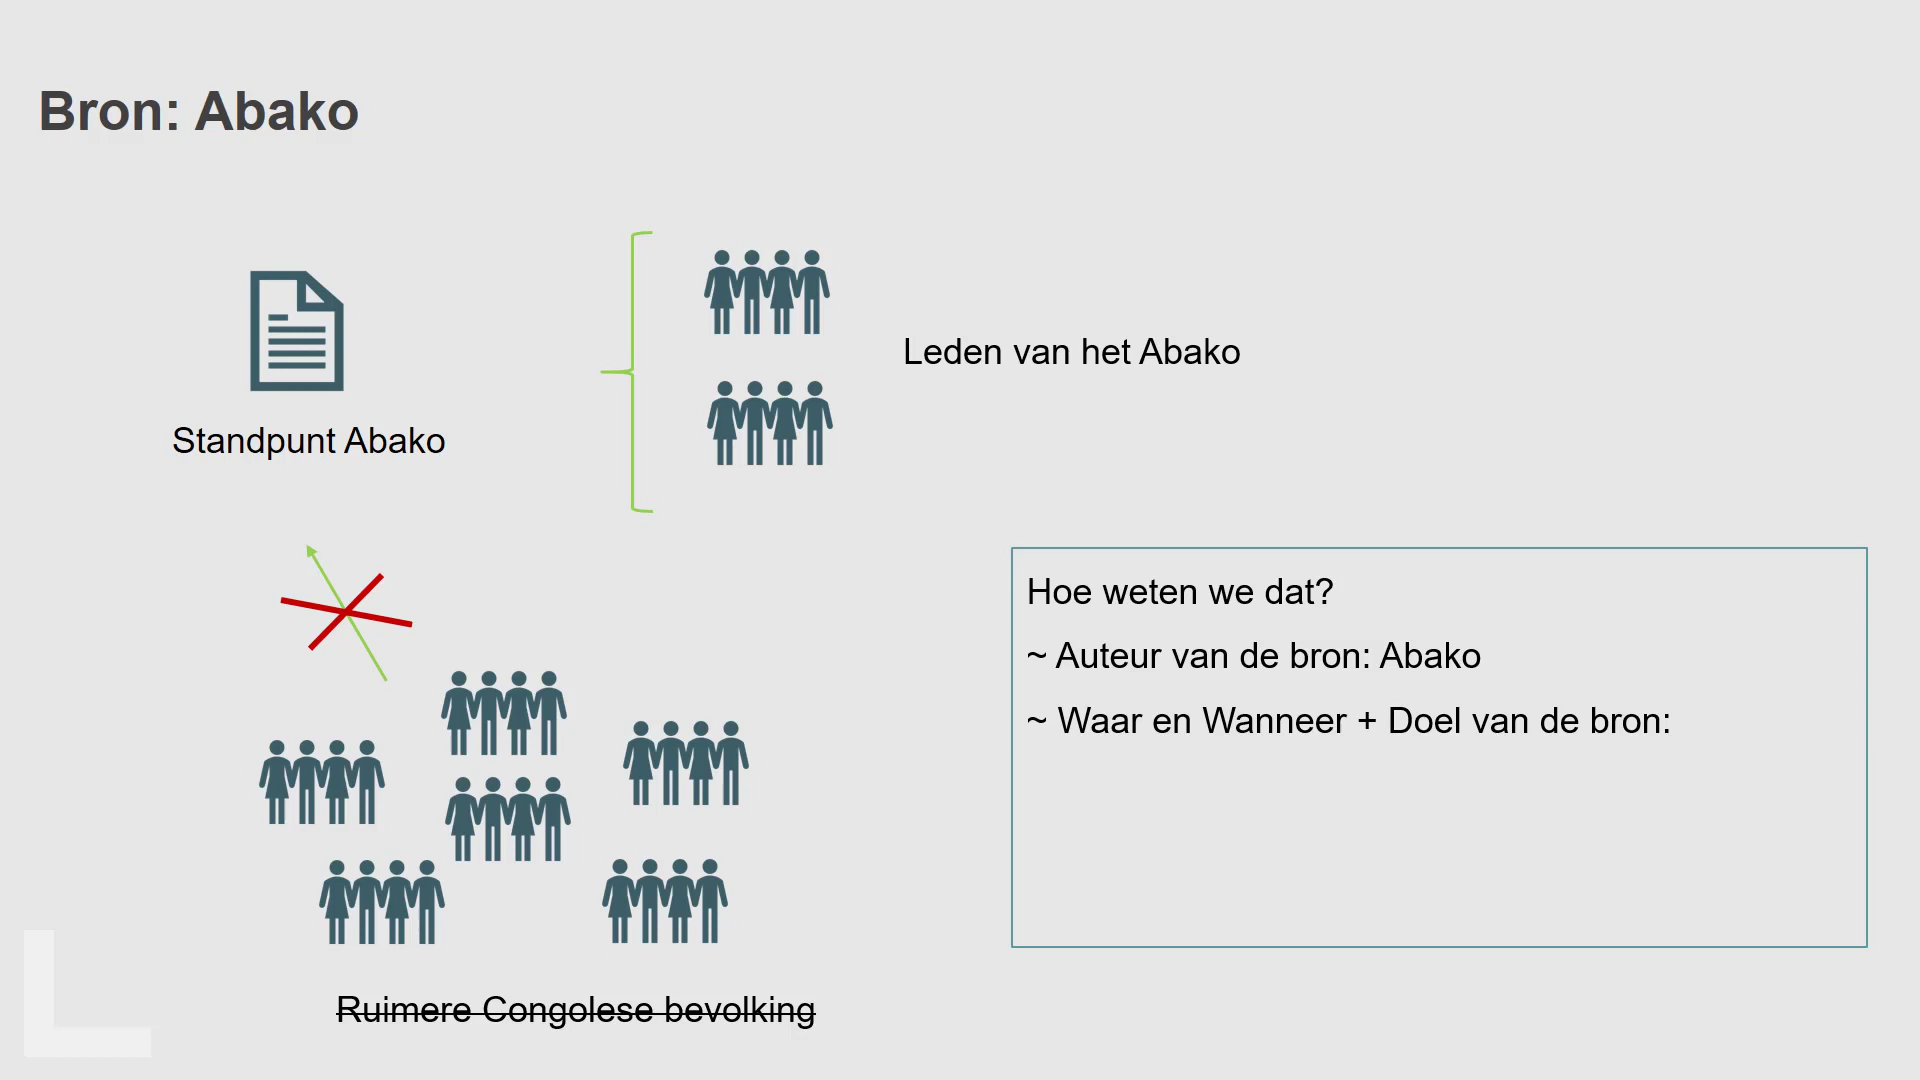 Bron: Abako
Standpunt Abako
Leden van het Abako
Hoe weten we dat?
~ Auteur van de bron: Abako
~ Waar en Wanneer + Doel van de bron:
Ruimere Congolese bevolking